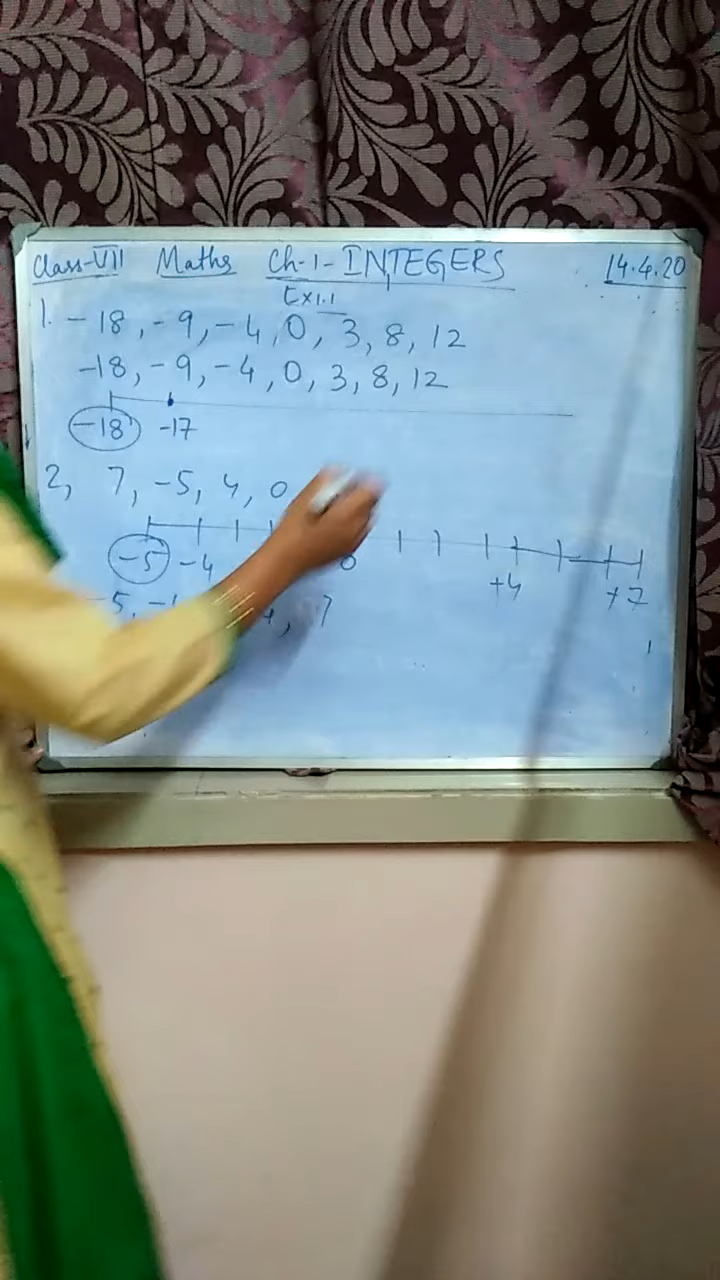 Class-VII Maths Ch-1-INTEGERS 14.4.20
Ex1.1
1. -18, -9, -4, 0, 3, 8, 12
-18, -9, -4, 0, 3, 8, 12
-18 -17
2, 7, -5, 4, 0
-5 -4 0 +4 +7
-5, 7